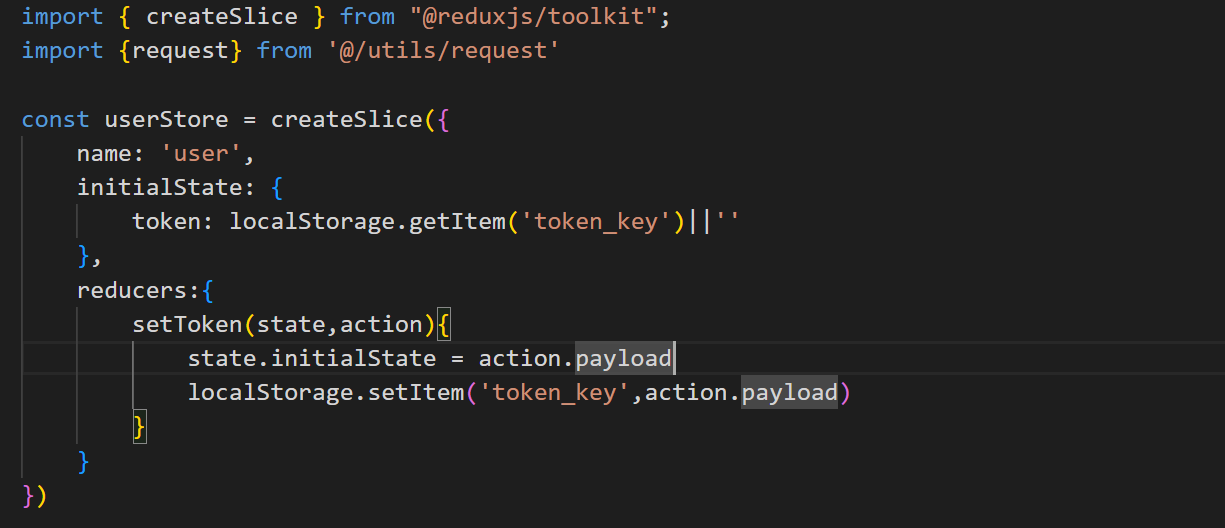 import { createSlice } from "@reduxjs/toolkit";
import {request} from '@/utils/request'
const userStore = createSlice({
name: 'user',
initialState: {
token: localStorage.getItem('token_key')||''
},
reducers:{
setToken(state,action){
state.initialState = action.payload
localStorage.setItem('token_key',action.payload)
}
}
})